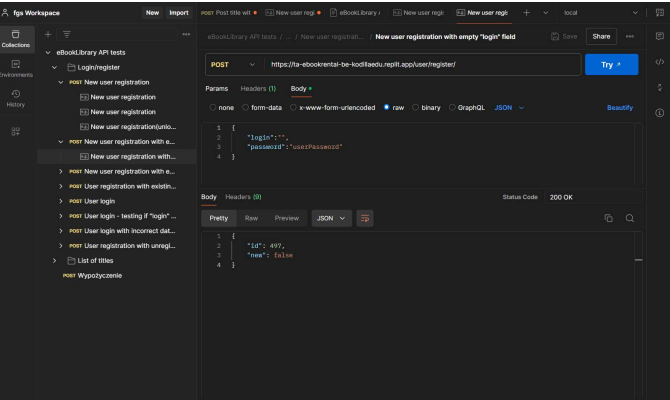 fgs Workspace
New
Import
POST Post title wit
New user regi
eBookLibrary
New user regis
New user regis
local
Collections
Environments
History
eBookLibrary API tests
Login/register
POST New user registration
New user registration
New user registration
New user registration(unlo...
POST New user registration with e...
New user registration with...
POST New user registration with e...
POST User registration with existin...
POST User login
POST User login - testing if "login" ...
POST User login with incorrect dat...
POST User registration with unregi...
List of titles
POST Wypożyczenie
eBookLibrary API tests / ... / New user registrati... / New user registration with empty "login" field
Save
Share
POST
https://ta-ebookrental-be-kodillaedu.replit.app/user/register/
Try
Params
Headers (1)
Body
none
form-data
x-www-form-urlencoded
raw
binary
GraphQL
JSON
Beautify
1 {
2 "login":"",
3 "password":"userPassword"
4 }
Body
Headers (9)
Status Code
200 OK
Pretty
Raw
Preview
JSON
1 {
2 "id": 497,
3 "new": false
4 }